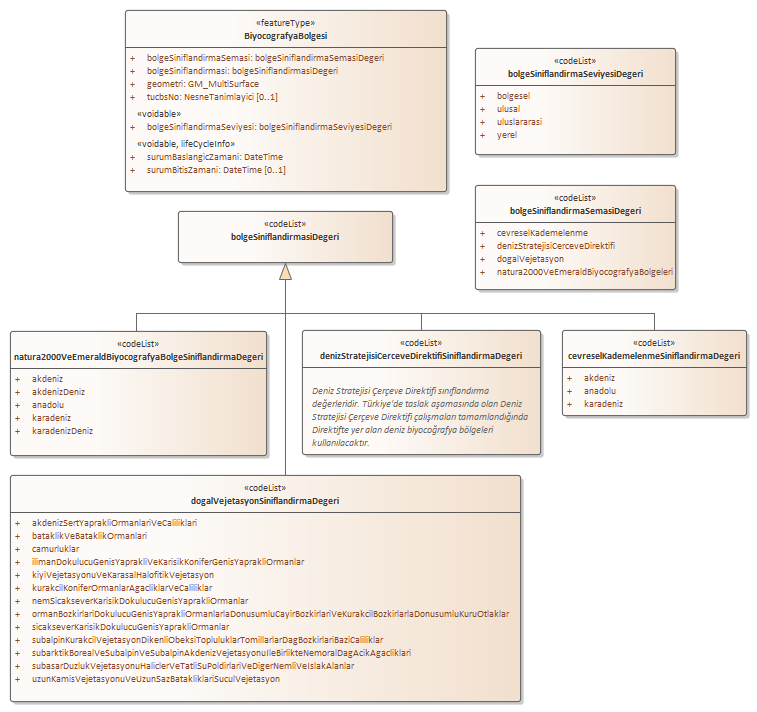 «featureType»
BiyocografyaBolgesi
+ bolgeSiniflandirmaSemasi: bolgeSiniflandirmaSemasiDegeri
+ bolgeSiniflandirmasi: bolgeSiniflandirmasiDegeri
+ geometri: GM_MultiSurface
+ tucbsNo: NesneTanimlayici [0..1]
«voidable»
+ bolgeSiniflandirmaSeviyesi: bolgeSiniflandirmaSeviyesiDegeri
«voidable, lifeCycleInfo»
+ surumBaslangicZamani: DateTime
+ surumBitisZamani: DateTime [0..1]
«codeList»
bolgeSiniflandirmaSeviyesiDegeri
+ bolgesel
+ ulusal
+ uluslararasi
+ yerel
«codeList»
bolgeSiniflandirmaSemasiDegeri
+ cevreselKademelenme
+ denizStratejisiCerceveDirektifi
+ dogalVejetasyon
+ natura2000VeEmeraldBiyocografyaBolgeleri
«codeList»
bolgeSiniflandirmasiDegeri
«codeList»
natura2000VeEmeraldBiyocografyaBolgeSiniflandirmaDegeri
+ akdeniz
+ akdenizDeniz
+ anadolu
+ karadeniz
+ karadenizDeniz
«codeList»
denizStratejisiCerceveDirektifiSiniflandirmaDegeri
Deniz Stratejisi Çerçeve Direktifi sınıflandırma
değerleridir. Türkiye'de taslak aşamasında olan Deniz
Stratejisi Çerçeve Direktifi çalışmaları tamamlandığında
Direktifte yer alan deniz biyocoğrafya bölgeleri
kullanılacaktır.
«codeList»
cevreselKademelenmeSiniflandirmaDegeri
+ akdeniz
+ anadolu
+ karadeniz
«codeList»
dogalVejetasyonSiniflandirmaDegeri
+ akdenizSertYaprakliOrmanlariVeCaliliklari
+ bataklikVeBataklikOrmanlari
+ camurluklar
+ ilimanDokulucuGenisYaprakliVeKarisikKoniferGenisYaprakliOrmanlar
+ kiyiVejetasyonuVeKarasalHalofitikVejetasyon
+ kurakcilKoniferOrmanlarAgacliklarVeCaliliklar
+ nemSicakseverKarisikDokulucuGenisYaprakliOrmanlar
+ ormanBozkirlariDokulucuGenisYaprakliOrmanlarlaDonusumluCayirBozkirlariVeKurakcilBozkirlarlaDonusumluKuruOtlaklar
+ sicakseverKarisikDokulucuGenisYaprakliOrmanlar
+ subalpinKurakcilVejetasyonDikenliObeksiTopluluklarTomillarlarDagBozkirlariBaziCaliliklar
+ subarktikBorealVeSubalpinVeSubalpinAkdenizVejetasyonuIleBirlikteNemoralDagAcikAgacliklari
+ subasarDuzlukVejetasyonuHaliclerVeTatliSuPoldirlariVeDigerNemliVeIslakAlanlar
+ uzunKamisVejetasyonuVeUzunSazBatakliklariSuculVejetasyon